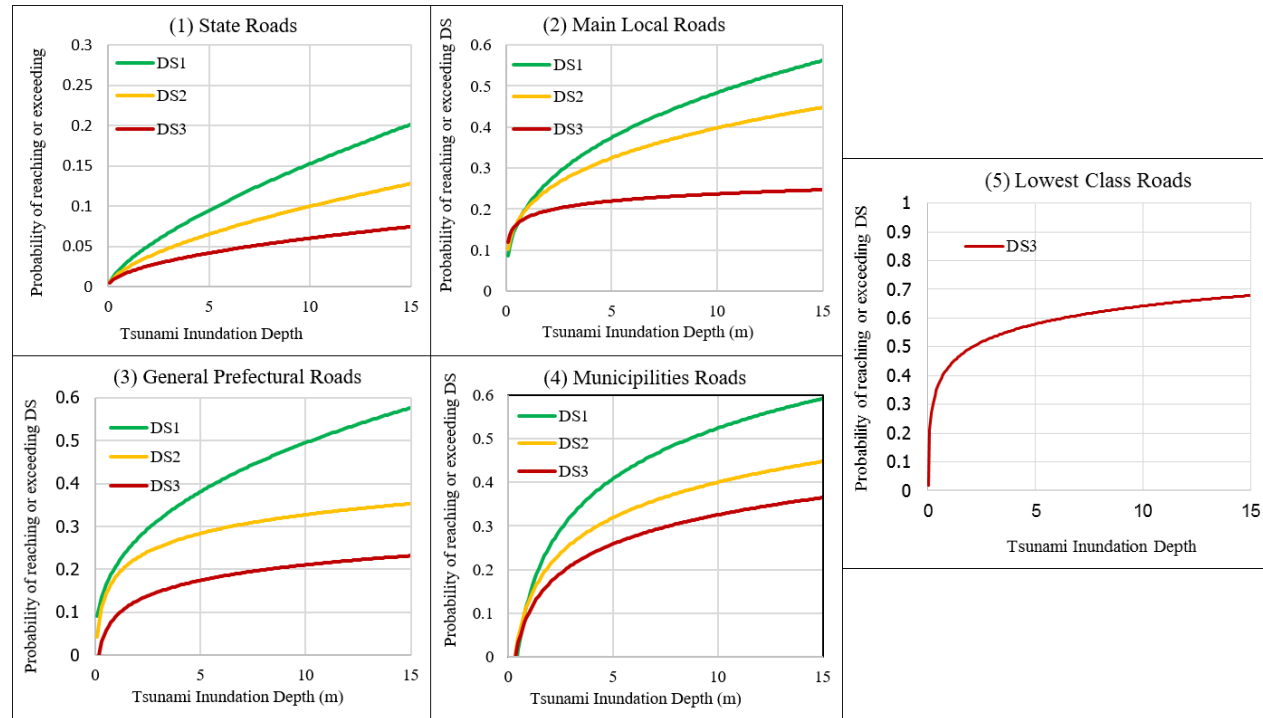 (1) State Roads
Probability of reaching or exceeding
0.3
0.25
0.2
0.15
0.1
0.05
0
DS1
DS2
DS3
0 5 10 15
Tsunami Inundation Depth
(2) Main Local Roads
Probability of reaching or exceeding DS
0.6
0.5
0.4
0.3
0.2
0.1
0
DS1
DS2
DS3
0 5 10 15
Tsunami Inundation Depth (m)
(3) General Prefectural Roads
Probability of reaching or exceeding DS
0.6
0.5
0.4
0.3
0.2
0.1
0
DS1
DS2
DS3
0 5 10 15
Tsunami Inundation Depth (m)
(4) Municipilities Roads
Probability of reaching or exceeding DS
0.6
0.5
0.4
0.3
0.2
0.1
0
DS1
DS2
DS3
0 5 10 15
Tsunami Inundation Depth (m)
(5) Lowest Class Roads
Probability of reaching or exceeding DS
1
0.9
0.8
0.7
0.6
0.5
0.4
0.3
0.2
0.1
0
DS3
0 5 10 15
Tsunami Inundation Depth